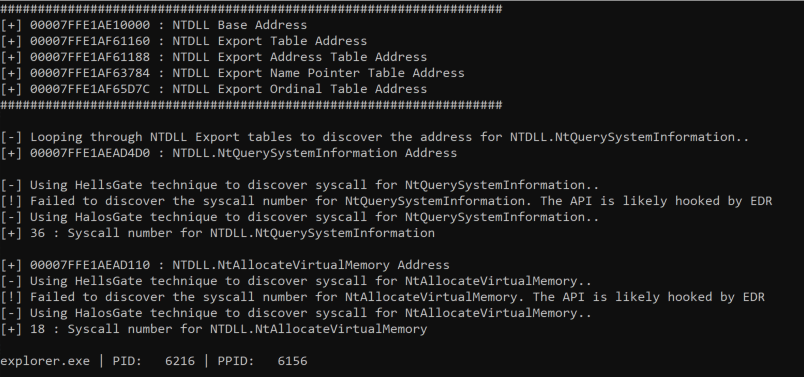 ###################################################################
[+] 00007FFE1AE10000 : NTDLL Base Address
[+] 00007FFE1AF61160 : NTDLL Export Table Address
[+] 00007FFE1AF61188 : NTDLL Export Address Table Address
[+] 00007FFE1AF63784 : NTDLL Export Name Pointer Table Address
[+] 00007FFE1AF65D7C : NTDLL Export Ordinal Table Address
###################################################################
[-] Looping through NTDLL Export tables to discover the address for NTDLL.NtQuerySystemInformation..
[+] 00007FFE1AEAD4D0 : NTDLL.NtQuerySystemInformation Address
[-] Using HellsGate technique to discover syscall for NtQuerySystemInformation..
[!] Failed to discover the syscall number for NtQuerySystemInformation. The API is likely hooked by EDR
[-] Using HalosGate technique to discover syscall for NtQuerySystemInformation..
[+] 36 : Syscall number for NTDLL.NtQuerySystemInformation
[+] 00007FFE1AEAD110 : NTDLL.NtAllocateVirtualMemory Address
[-] Using HellsGate technique to discover syscall for NtAllocateVirtualMemory..
[!] Failed to discover the syscall number for NtAllocateVirtualMemory. The API is likely hooked by EDR
[-] Using HalosGate technique to discover syscall for NtAllocateVirtualMemory..
[+] 18 : Syscall number for NTDLL.NtAllocateVirtualMemory
explorer.exe | PID:   6216 | PPID:   6156